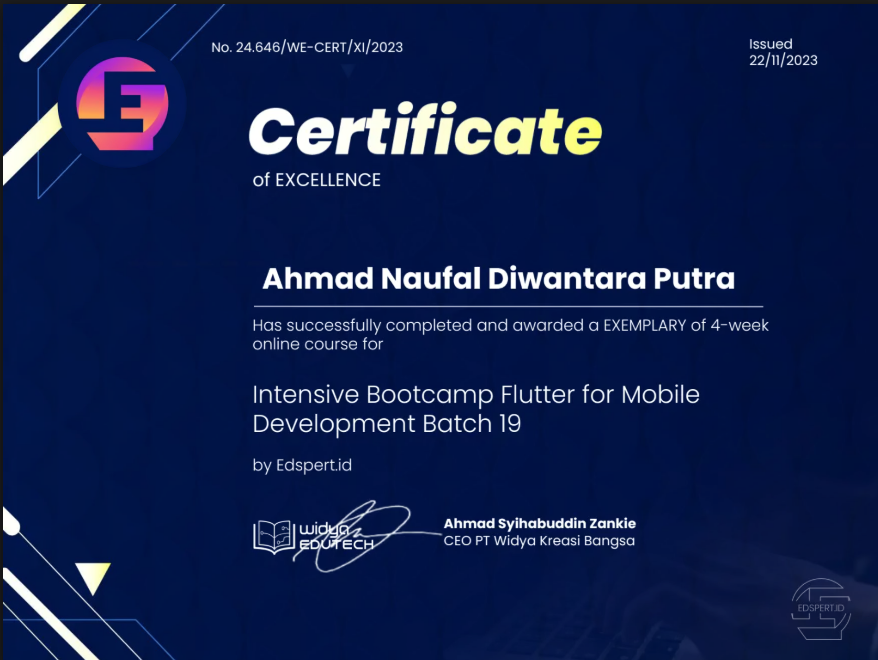 No. 24.646/WE-CERT/XI/2023
Issued
22/11/2023
Certificate
of EXCELLENCE
Ahmad Naufal Diwantara Putra
Has successfully completed and awarded a EXEMPLARY of 4-week
online course for
Intensive Bootcamp Flutter for Mobile
Development Batch 19
by Edspert.id
widya
EDUTECH
Ahmad Syihabuddin Zankie
CEO PT Widya Kreasi Bangsa
EDSPERT.ID